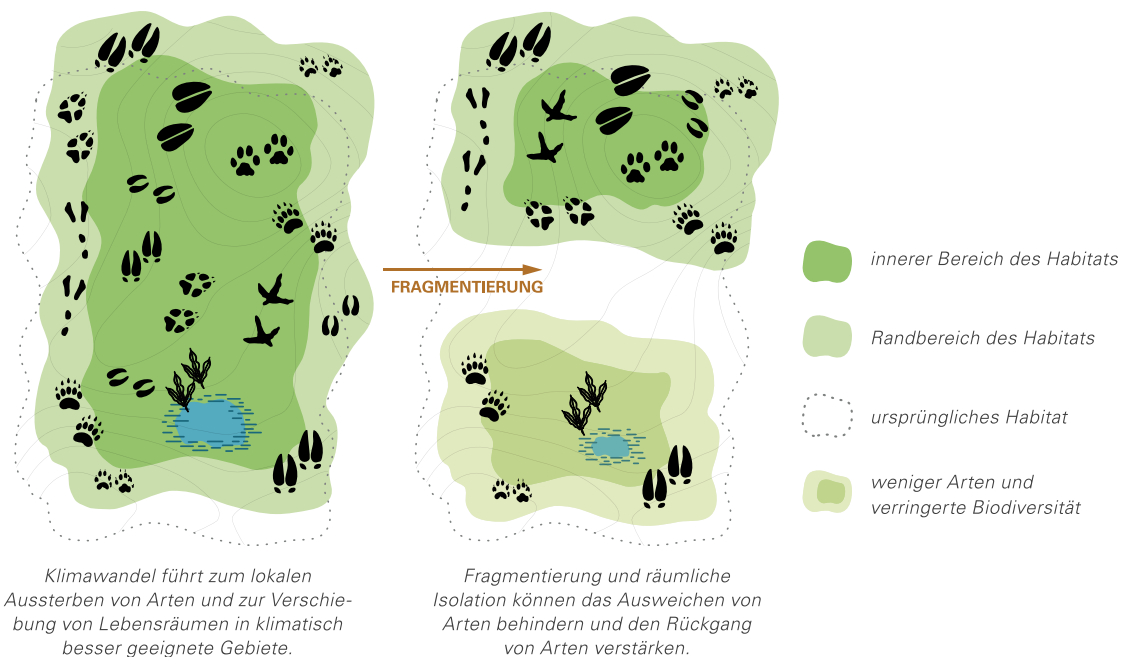 FRAGMENTIERUNG
innerer Bereich des Habitats
Randbereich des Habitats
ursprüngliches Habitat
weniger Arten und
verringerte Biodiversität
Klimawandel führt zum lokalen
Aussterben von Arten und zur Verschie-
bung von Lebensräumen in klimatisch
besser geeignete Gebiete.
Fragmentierung und räumliche
Isolation können das Ausweichen von
Arten behindern und den Rückgang
von Arten verstärken.